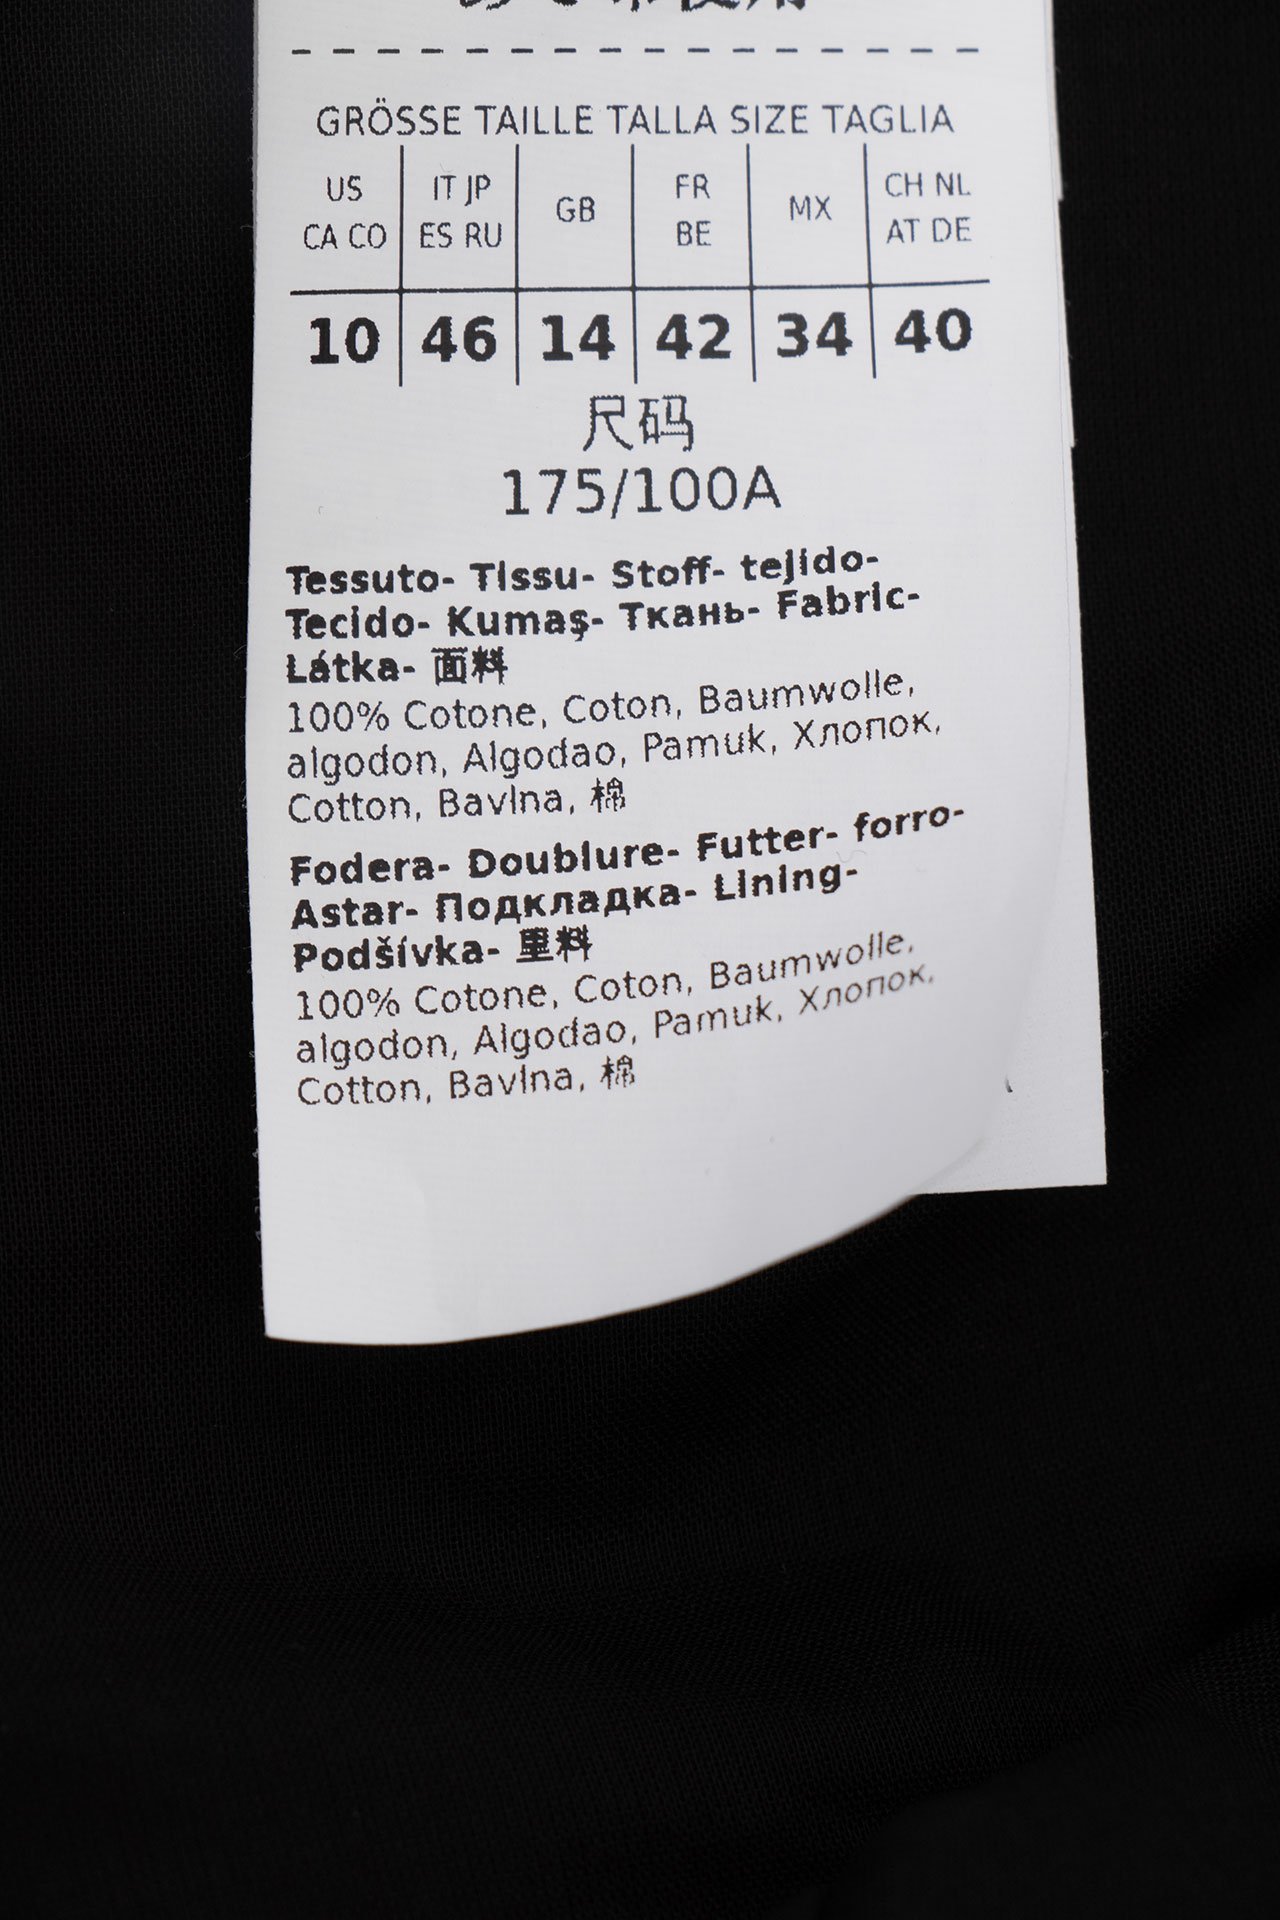 GRÖSSE TAILLE TALLA SIZE TAGLIA
US IT JP GB FR MX CH NL
CA CO ES RU BE AT DE
10 46 14 42 34 40
尺码
175/100A
Tessuto- Tissu- Stoff- tejido-
Tecido- Kumaş- Ткань- Fabric-
Látka- 面料
100% Cotone, Coton, Baumwolle,
algodon, Algodao, Pamuk, Хлопок,
Cotton, Bavlna, 棉
Fodera- Doublure- Futter- forro-
Astar- Подкладка- Lining-
Podšívka- 里料
100% Cotone, Coton, Baumwolle,
algodon, Algodao, Pamuk, Хлопок,
Cotton, Bavlna, 棉